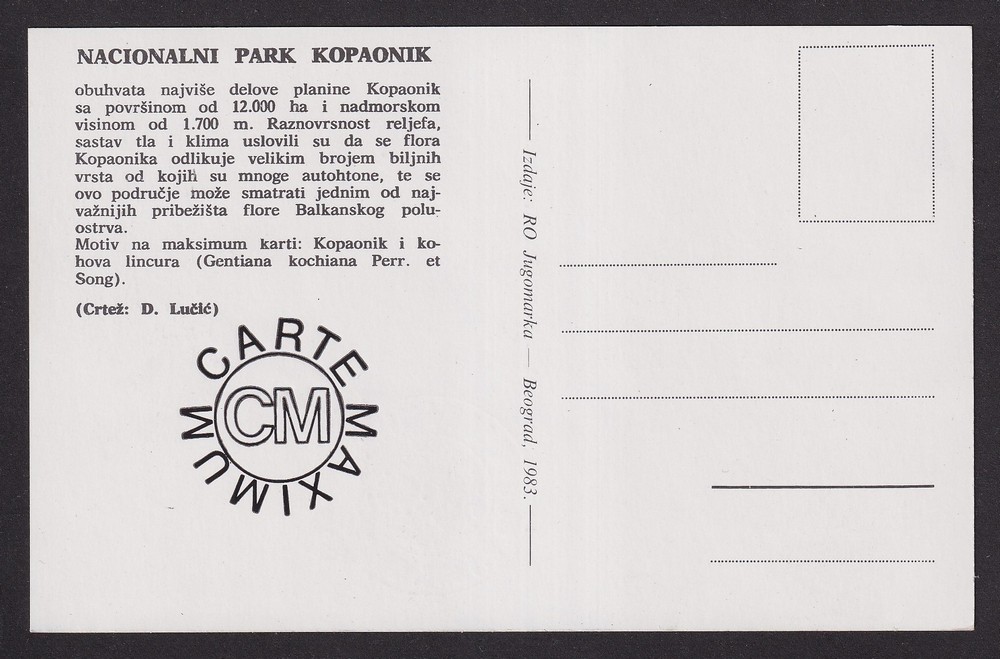 NACIONALNI PARK KOPAONIK
obuhvata najviše delove planine Kopaonik
sa površinom od 12.000 ha i nadmorskom
visinom od 1.700 m. Raznovrsnost reljefa,
sastav tla i klima uslovili su da se flora
Kopaonika odlikuje velikim brojem biljnih
vrsta od kojih su mnoge autohtone, te se
ovo područje može smatrati jednim od naj-
važnijih pribežišta flore Balkanskog polu-
ostrva.
Motiv na maksimum karti: Kopaonik i ko-
hova lincura (Gentiana kochiana Perr. et
Song).
(Crtež: D. Lučić)
CARTE MAXIMUM
CM
Izdaje: RO Jugomarka — Beograd, 1983.